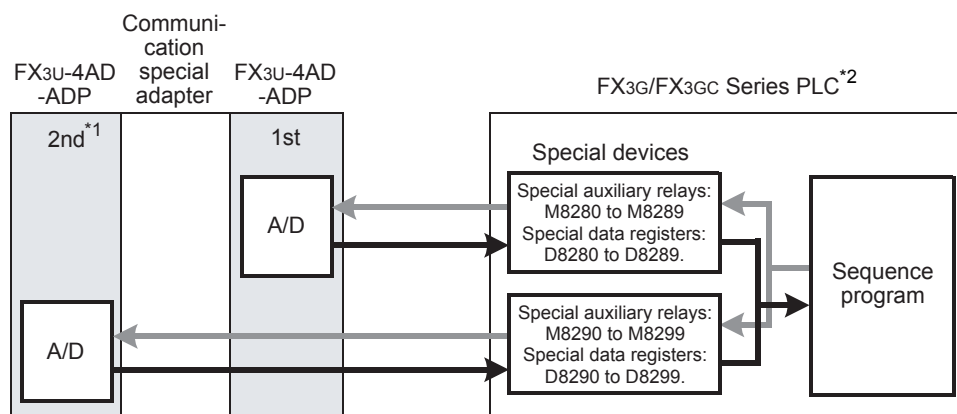 Communi-
cation
special
adapter
FX3U-4AD
-ADP
FX3U-4AD
-ADP
FX3G/FX3GC Series PLC*2
2nd*1
1st
Special devices
Special auxiliary relays:
M8280 to M8289
Special data registers:
D8280 to D8289.
A/D
Sequence
program
Special auxiliary relays:
M8290 to M8299
Special data registers:
D8290 to D8299.
A/D